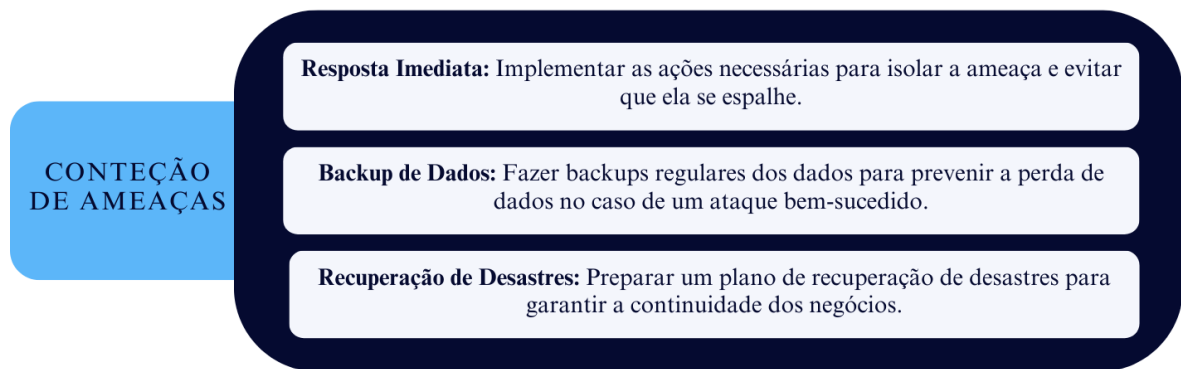 CONTEÇÃO
DE AMEAÇAS
Resposta Imediata: Implementar as ações necessárias para isolar a ameaça e evitar
que ela se espalhe.
Backup de Dados: Fazer backups regulares dos dados para prevenir a perda de
dados no caso de um ataque bem-sucedido.
Recuperação de Desastres: Preparar um plano de recuperação de desastres para
garantir a continuidade dos negócios.